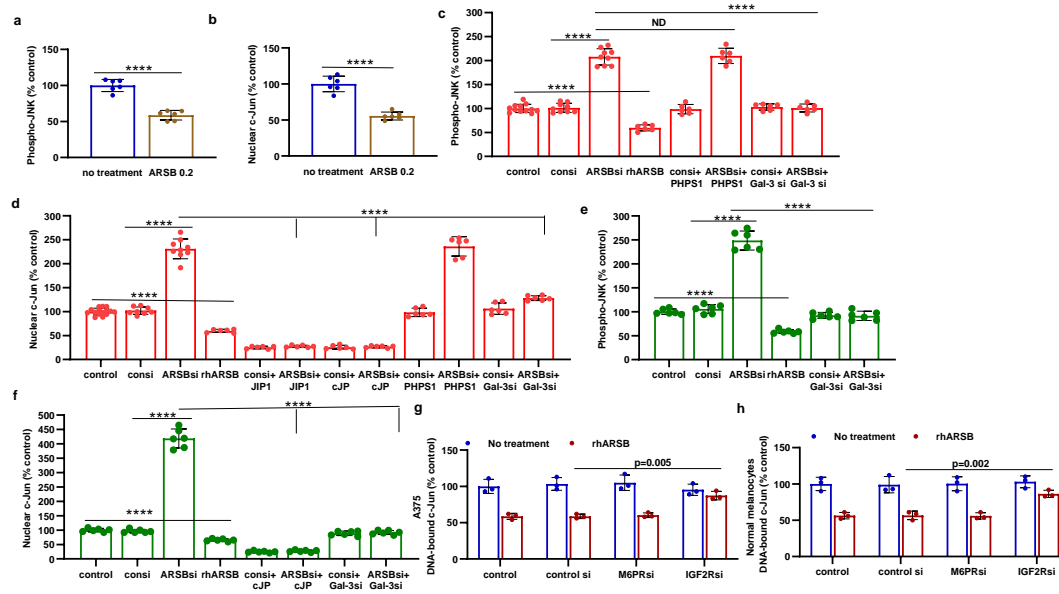 a
Phospho-JNK (% control)
150
100
50
0
****
no treatment
ARSB 0.2
b
Nuclear c-Jun (% control)
150
100
50
0
****
no treatment
ARSB 0.2
c
Phospho-JNK (% control)
300
250
200
150
100
50
0
****
ND
****
****
control
consi
ARSBsi
rhARSB
consi+
PHPS1
ARSBsi+
PHPS1
consi+
Gal-3 si
ARSBsi+
Gal-3 si
d
Nuclear c-Jun (% control)
300
250
200
150
100
50
0
****
****
****
control
consi
ARSBsi
rhARSB
consi+
JIP1
ARSBsi+
JIP1
consi+
cJP
ARSBsi+
cJP
consi+
PHPS1
ARSBsi+
PHPS1
consi+
Gal-3si
ARSBsi+
Gal-3si
e
Phospho-JNK (% control)
300
250
200
150
100
50
0
****
****
****
control
consi
ARSBsi
rhARSB
consi+
Gal-3si
ARSBsi+
Gal-3si
f
Nuclear c-Jun (% control)
500
450
400
350
300
250
200
150
100
50
0
****
****
****
control
consi
ARSBsi
rhARSB
consi+
cJP
ARSBsi+
cJP
consi+
Gal-3si
ARSBsi+
Gal-3si
g
No treatment
rhARSB
A375
DNA-bound c-Jun (% control)
150
100
50
0
p=0.005
control
control si
M6PRsi
IGF2Rsi
h
No treatment
rhARSB
Normal melanocytes
DNA-bound c-Jun (% control)
150
100
50
0
p=0.002
control
control si
M6PRsi
IGF2Rsi